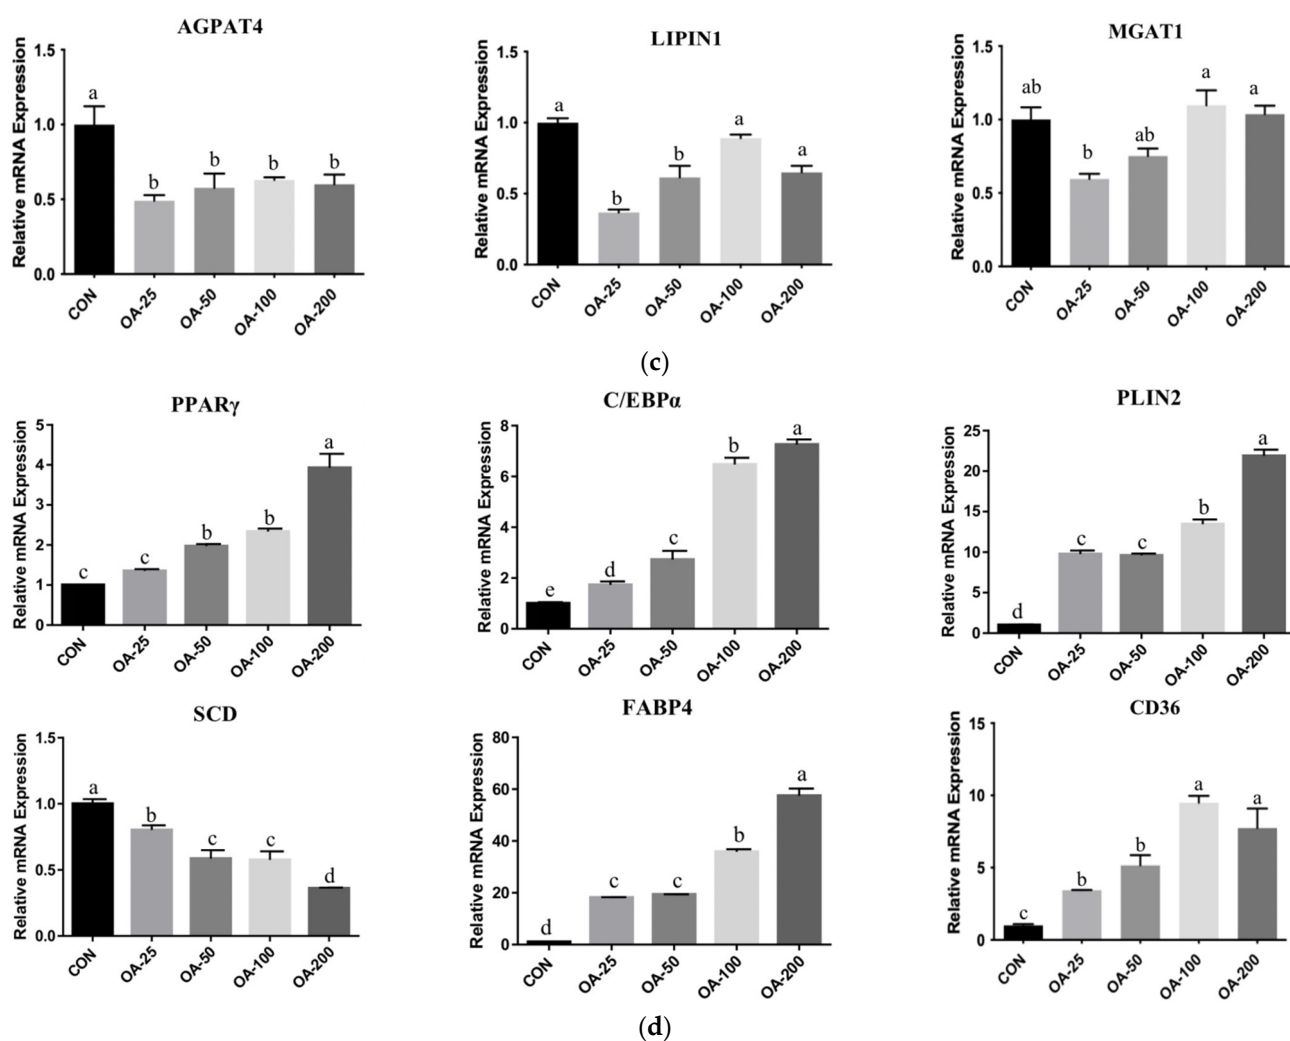 AGPAT4
Relative mRNA Expression
1.5
1.0
0.5
0.0
a
b
b
b
b
CON
OA-25
OA-50
OA-100
OA-200
LIPIN1
Relative mRNA Expression
1.5
1.0
0.5
0.0
a
b
b
a
a
CON
OA-25
OA-50
OA-100
OA-200
MGAT1
Relative mRNA Expression
1.5
1.0
0.5
0.0
ab
b
ab
a
a
CON
OA-25
OA-50
OA-100
OA-200
(c)
PPARγ
Relative mRNA Expression
5
4
3
2
1
0
c
c
b
b
a
CON
OA-25
OA-50
OA-100
OA-200
C/EBPα
Relative mRNA Expression
8
6
4
2
0
e
d
c
b
a
CON
OA-25
OA-50
OA-100
OA-200
PLIN2
Relative mRNA Expression
25
20
15
10
5
0
d
c
c
b
a
CON
OA-25
OA-50
OA-100
OA-200
SCD
Relative mRNA Expression
1.5
1.0
0.5
0.0
a
b
c
c
d
CON
OA-25
OA-50
OA-100
OA-200
FABP4
Relative mRNA Expression
80
60
40
20
0
d
c
c
b
a
CON
OA-25
OA-50
OA-100
OA-200
CD36
Relative mRNA Expression
15
10
5
0
c
b
b
a
a
CON
OA-25
OA-50
OA-100
OA-200
(d)